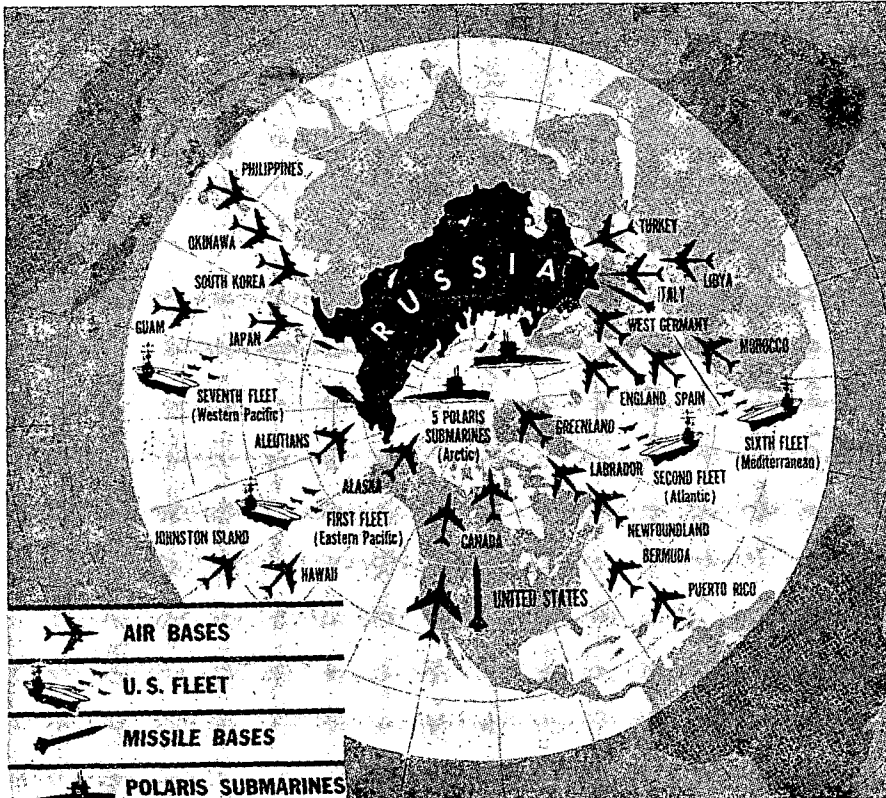 PHILIPPINES
OKINAWA
SOUTH KOREA
GUAM
JAPAN
SEVENTH FLEET
(Western Pacific)
ALEUTIANS
ALASKA
FIRST FLEET
(Eastern Pacific)
JOHNSTON ISLAND
HAWAII
RUSSIA
TURKEY
LIBYA
ITALY
WEST GERMANY
MOROCCO
ENGLAND
SPAIN
5 POLARIS
SUBMARINES
(Arctic)
GREENLAND
SIXTH FLEET
(Mediterranean)
SECOND FLEET
(Atlantic)
LABRADOR
NEWFOUNDLAND
CANADA
BERMUDA
PUERTO RICO
UNITED STATES
AIR BASES
U. S. FLEET
MISSILE BASES
POLARIS SUBMARINES